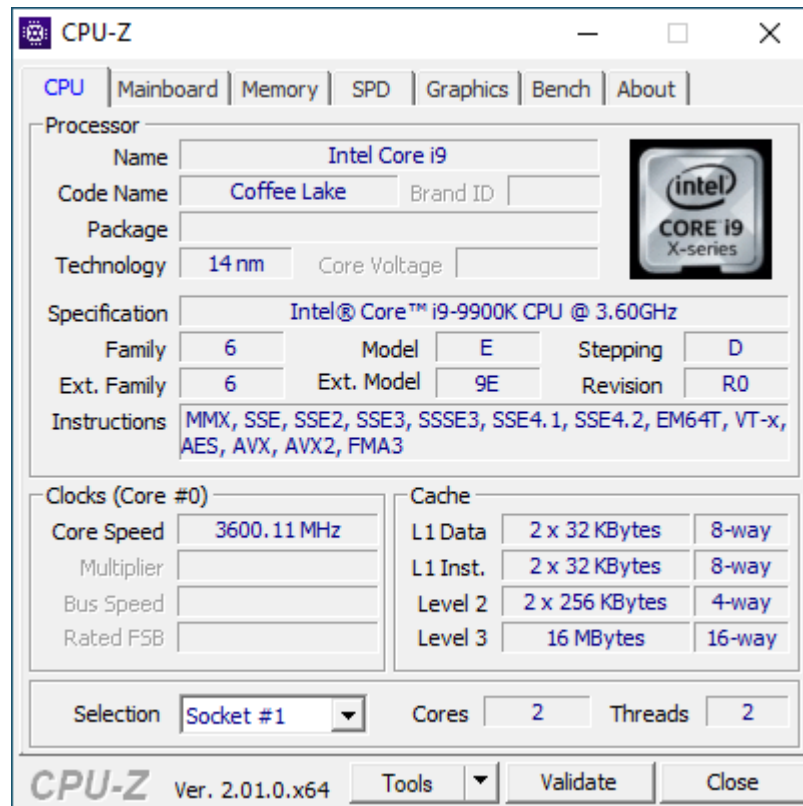 CPU-Z
CPU Mainboard Memory SPD Graphics Bench About
Processor
Name Intel Core i9
Code Name Coffee Lake Brand ID
Package
Technology 14 nm Core Voltage
intel
CORE i9
X-series
Specification Intel® Core™ i9-9900K CPU @ 3.60GHz
Family 6 Model E Stepping D
Ext. Family 6 Ext. Model 9E Revision R0
Instructions MMX, SSE, SSE2, SSE3, SSSE3, SSE4.1, SSE4.2, EM64T, VT-x,
AES, AVX, AVX2, FMA3
Clocks (Core #0)
Core Speed 3600.11 MHz
Multiplier
Bus Speed
Rated FSB
Cache
L1 Data 2 x 32 KBytes 8-way
L1 Inst. 2 x 32 KBytes 8-way
Level 2 2 x 256 KBytes 4-way
Level 3 16 MBytes 16-way
Selection Socket #1 Cores 2 Threads 2
CPU-Z Ver. 2.01.0.x64 Tools Validate Close